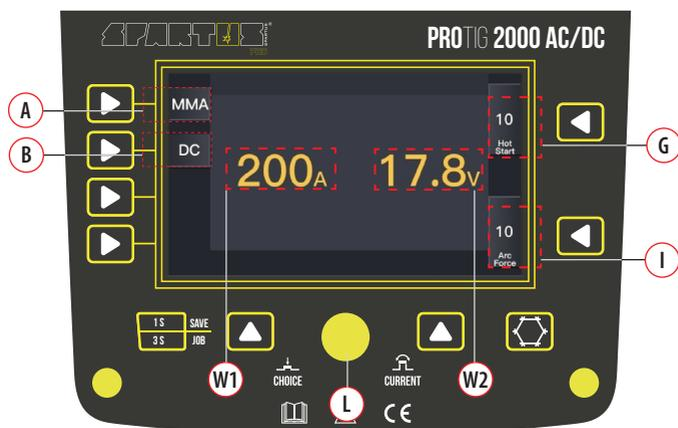 SPARTUS®
PRO
PROTIG 2000 AC/DC
A
MMA
10
Hot
Start
G
B
DC
200A
17.8V
10
Arc
Force
I
1 S SAVE
3 S JOB
W1
CHOICE
L
CURRENT
W2
CE